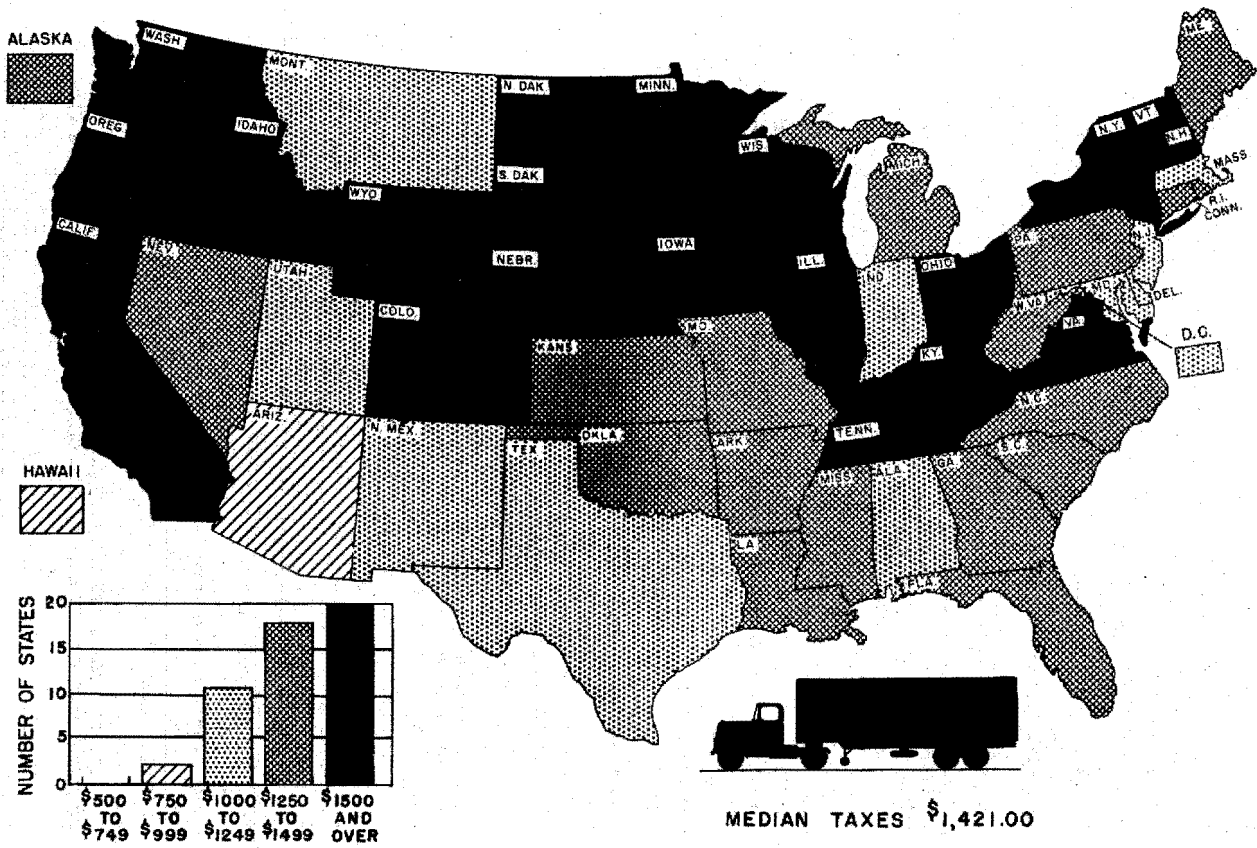 ALASKA
WASH.
MONT.
N. DAK.
MINN.
ME.
OREG.
IDAHO
WIS.
N.Y.
VT.
N.H.
MICH.
MASS.
S. DAK.
WYO.
R.I.
CONN.
CALIF.
NEV.
UTAH
NEBR.
IOWA
ILL.
IND.
OHIO
PA.
N.J.
W. VA.
MD.
DEL.
COLO.
VA.
D.C.
KANS.
MO.
KY.
ARIZ.
N. MEX.
TEX.
OKLA.
ARK.
TENN.
N.C.
S.C.
MISS.
ALA.
GA.
LA.
FLA.
HAWAII
NUMBER OF STATES
20
15
10
5
0
$500 TO $749
$750 TO $999
$1000 TO $1249
$1250 TO $1499
$1500 AND OVER
MEDIAN TAXES $1,421.00